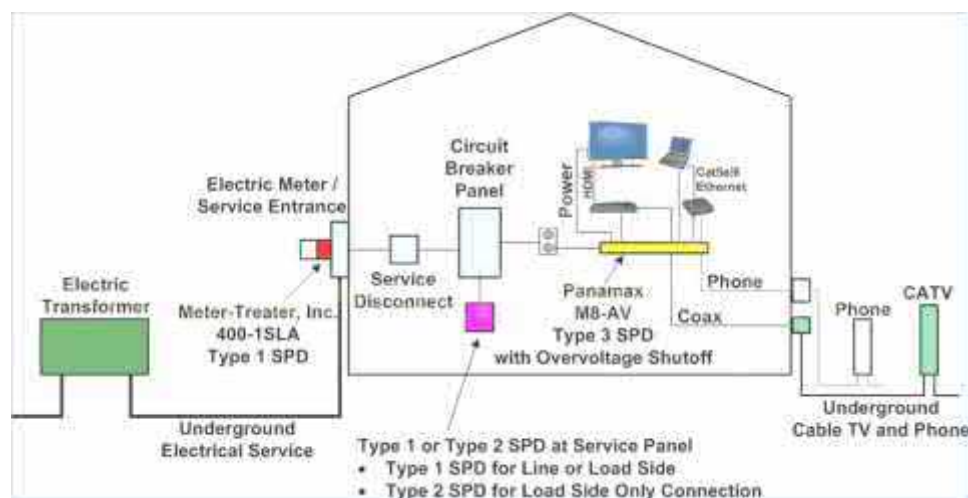 Circuit
Breaker
Panel
Electric Meter /
Service Entrance
Power
HDMI
Cat5e/6
Ethernet
Electric
Transformer
Service
Disconnect
Meter-Treater, Inc.
400-1SLA
Type 1 SPD
Panamax
M8-AV
Type 3 SPD
with Overvoltage Shutoff
Phone
Coax
Phone
CATV
Underground
Electrical Service
Underground
Cable TV and Phone
Type 1 or Type 2 SPD at Service Panel
• Type 1 SPD for Line or Load Side
• Type 2 SPD for Load Side Only Connection